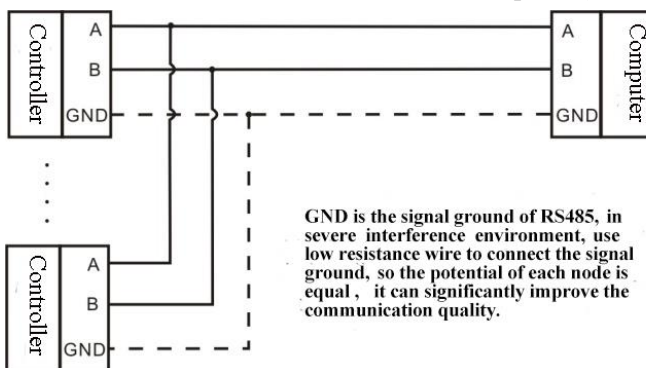 Controller
A
B
GND
A
B
GND
Computer
Controller
A
B
GND
GND is the signal ground of RS485, in
severe interference environment, use
low resistance wire to connect the signal
ground, so the potential of each node is
equal , it can significantly improve the
communication quality.